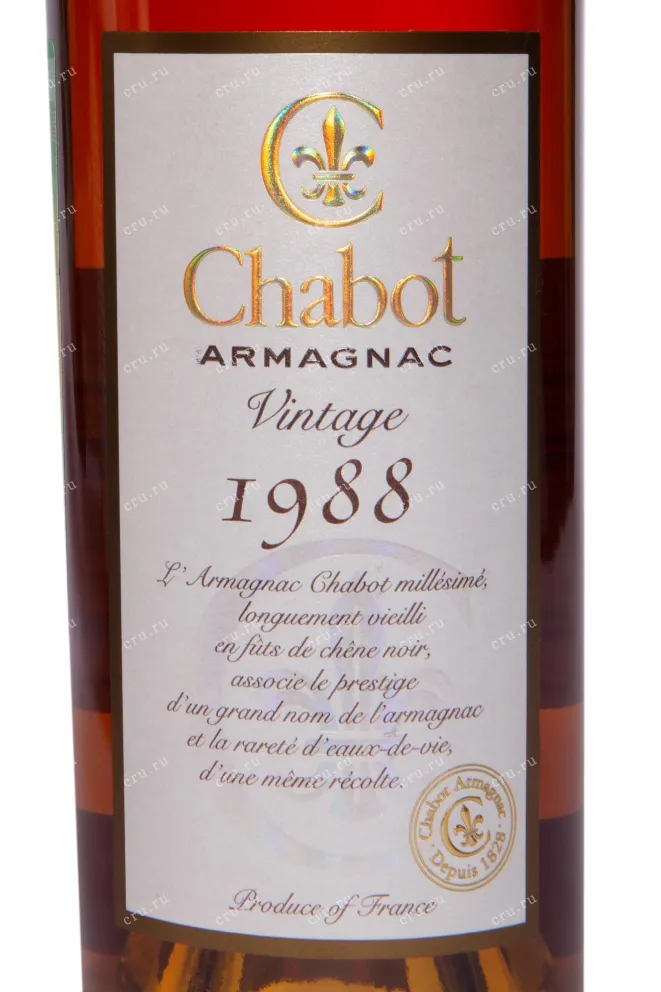 C
Chabot
ARMAGNAC
Vintage
1988
L'Armagnac Chabot millésimé,
longuement vieilli
en fûts de chêne noir,
associe le prestige
d'un grand nom de l'armagnac
et la rareté d'eaux-de-vie,
d'une même récolte.
Chabot Armagnac
· Depuis 1828 ·
C
Produce of France
cru.ru